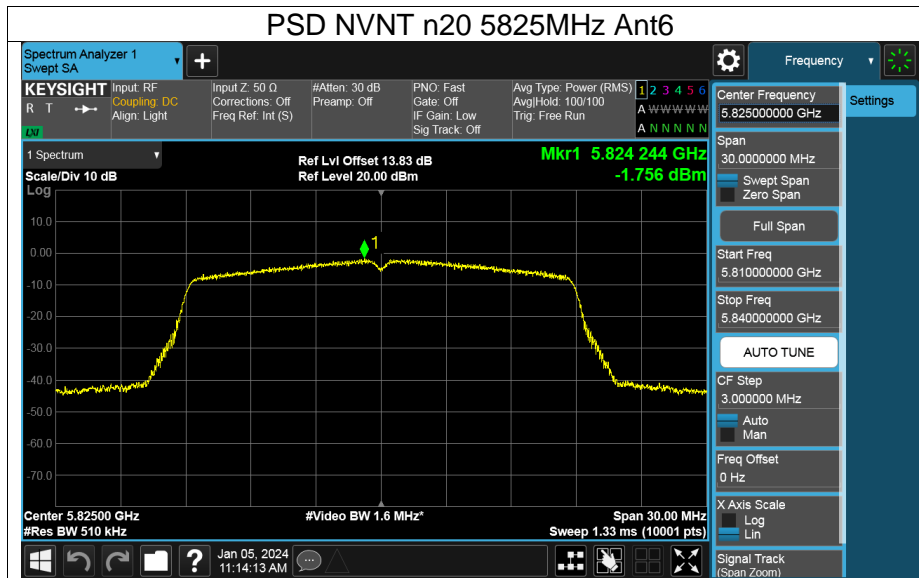 PSD NVNT n20 5825MHz Ant6
Spectrum Analyzer 1
Swept SA
+
Frequency
KEYSIGHT
R T
LXI
Input: RF
Coupling: DC
Align: Light
Input Z: 50 Ω
Corrections: Off
Freq Ref: Int (S)
#Atten: 30 dB
Preamp: Off
PNO: Fast
Gate: Off
IF Gain: Low
Sig Track: Off
Avg Type: Power (RMS)
Avg|Hold: 100/100
Trig: Free Run
1 2 3 4 5 6
A W W W W W
A N N N N N
1 Spectrum
Scale/Div 10 dB
Log
Ref Lvl Offset 13.83 dB
Ref Level 20.00 dBm
Mkr1 5.824 244 GHz
-1.756 dBm
10.0
0.00
-10.0
-20.0
-30.0
-40.0
-50.0
-60.0
-70.0
1
Center 5.82500 GHz
#Res BW 510 kHz
#Video BW 1.6 MHz*
Span 30.00 MHz
Sweep 1.33 ms (10001 pts)
Center Frequency
5.825000000 GHz
Span
30.0000000 MHz
Swept Span
Zero Span
Full Span
Start Freq
5.810000000 GHz
Stop Freq
5.840000000 GHz
AUTO TUNE
CF Step
3.000000 MHz
Auto
Man
Freq Offset
0 Hz
X Axis Scale
Log
Lin
Signal Track
(Span Zoom)
Settings
?
Jan 05, 2024
11:14:13 AM